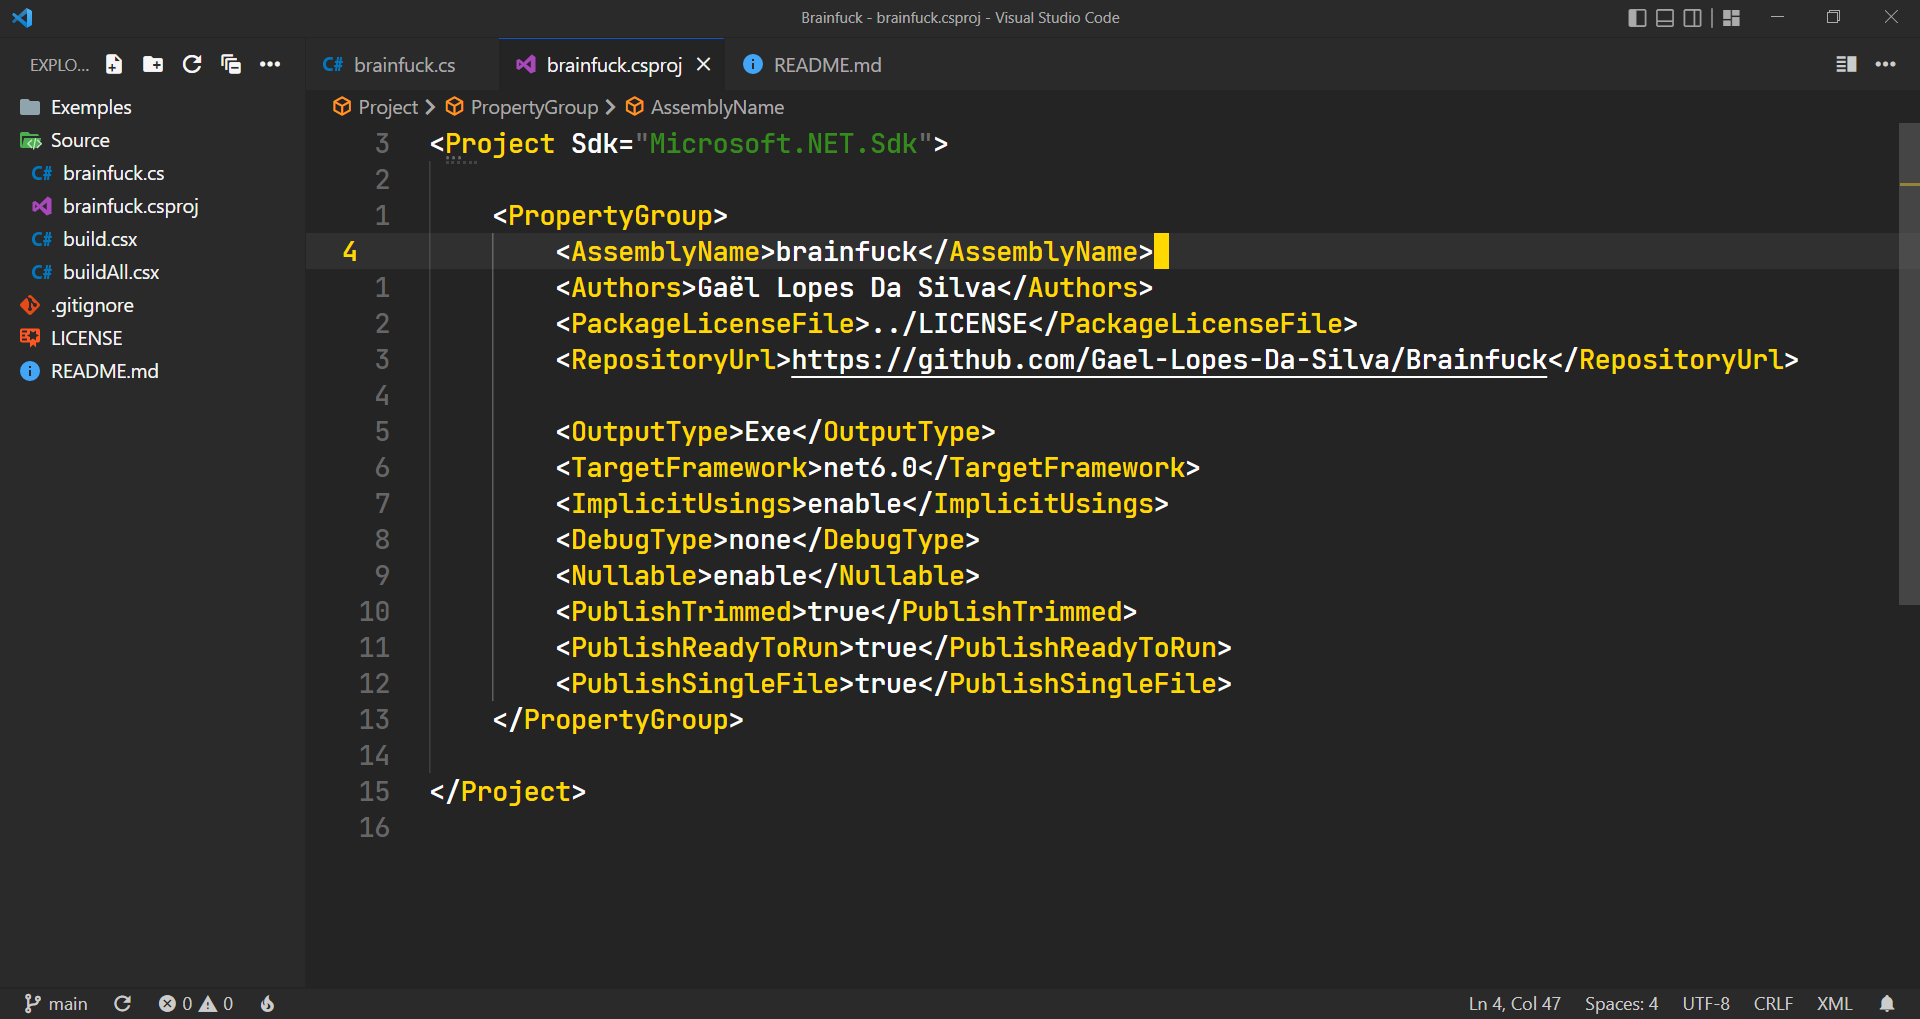 Brainfuck - brainfuck.csproj - Visual Studio Code
EXPLO...
C# brainfuck.cs
brainfuck.csproj
README.md
Exemples
Source
C# brainfuck.cs
brainfuck.csproj
C# build.csx
C# buildAll.csx
.gitignore
LICENSE
README.md
Project > PropertyGroup > AssemblyName
3 <Project Sdk="Microsoft.NET.Sdk">
2
1 <PropertyGroup>
4 <AssemblyName>brainfuck</AssemblyName>
1 <Authors>Gaël Lopes Da Silva</Authors>
2 <PackageLicenseFile>../LICENSE</PackageLicenseFile>
3 <RepositoryUrl>https://github.com/Gael-Lopes-Da-Silva/Brainfuck</RepositoryUrl>
4
5 <OutputType>Exe</OutputType>
6 <TargetFramework>net6.0</TargetFramework>
7 <ImplicitUsings>enable</ImplicitUsings>
8 <DebugType>none</DebugType>
9 <Nullable>enable</Nullable>
10 <PublishTrimmed>true</PublishTrimmed>
11 <PublishReadyToRun>true</PublishReadyToRun>
12 <PublishSingleFile>true</PublishSingleFile>
13 </PropertyGroup>
14
15 </Project>
16
main 0 0 Ln 4, Col 47 Spaces: 4 UTF-8 CRLF XML